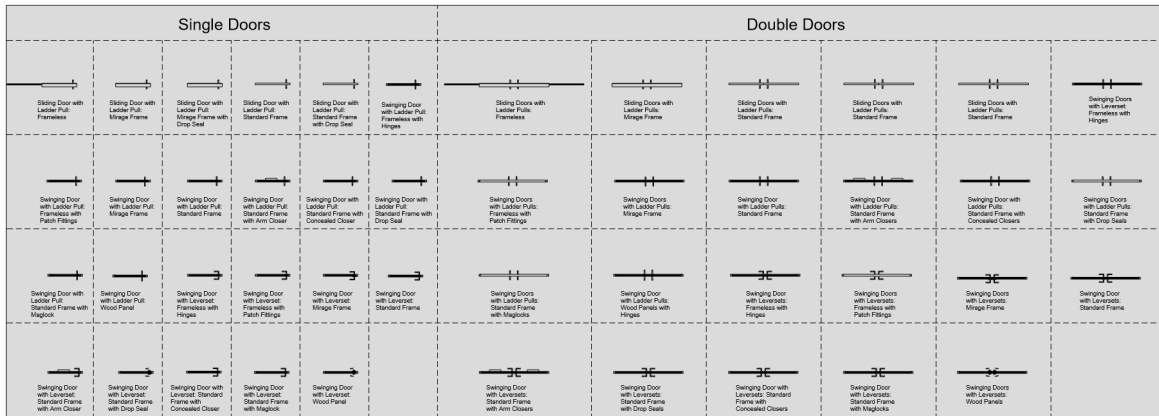 Single Doors
Double Doors
Sliding Door with
Ladder Pull:
Frameless
Sliding Door with
Ladder Pull:
Mirage Frame
Sliding Door with
Ladder Pull:
Mirage Frame with
Drop Seal
Sliding Door with
Ladder Pull:
Standard Frame
Sliding Door with
Ladder Pull:
Standard Frame
with Drop Seal
Swinging Door
with Ladder Pull:
Frameless with
Hinges
Sliding Doors with
Ladder Pulls:
Frameless
Sliding Doors with
Ladder Pulls:
Mirage Frame
Sliding Doors with
Ladder Pulls:
Standard Frame
Sliding Doors with
Ladder Pulls:
Standard Frame
Sliding Doors with
Ladder Pulls:
Standard Frame
Swinging Doors
with Leverset:
Frameless with
Hinges
Swinging Door
with Ladder Pull:
Frameless with
Patch Fittings
Swinging Door
with Ladder Pull:
Mirage Frame
Swinging Door
with Ladder Pull:
Standard Frame
Swinging Door
with Ladder Pull:
Standard Frame
with Arm Closer
Swinging Door
with Ladder Pull:
Standard Frame with
Concealed Closer
Swinging Door
with Ladder Pull:
Standard Frame with
Drop Seal
Swinging Doors
with Ladder Pulls:
Frameless with
Patch Fittings
Swinging Doors
with Ladder Pulls:
Mirage Frame
Swinging Doors
with Ladder Pulls:
Standard Frame
Swinging Doors
with Ladder Pulls:
Standard Frame
with Arm Closers
Swinging Doors
with Ladder Pulls:
Standard Frame with
Concealed Closers
Swinging Doors
with Ladder Pulls:
Standard Frame
with Drop Seals
Swinging Door
with Ladder Pull:
Standard Frame with
Maglock
Swinging Door
with Ladder Pull:
Wood Panel
Swinging Door
with Leverset:
Frameless with
Hinges
Swinging Door
with Leverset:
Frameless with
Patch Fittings
Swinging Door
with Leverset:
Mirage Frame
Swinging Door
with Leverset:
Standard Frame
Swinging Doors
with Ladder Pulls:
Standard Frame
with Maglocks
Swinging Doors
with Ladder Pulls:
Wood Panels with
Hinges
Swinging Doors
with Leversets:
Frameless with
Hinges
Swinging Doors
with Leversets:
Frameless with
Patch Fittings
Swinging Doors
with Leversets:
Mirage Frame
Swinging Doors
with Leversets:
Standard Frame
Swinging Door
with Leverset:
Standard Frame
with Arm Closer
Swinging Door
with Leverset:
Standard Frame
with Drop Seal
Swinging Door with
Leverset: Standard
Frame with
Concealed Closer
Swinging Door
with Leverset:
Standard Frame
with Maglock
Swinging Door
with Leverset:
Wood Panel
Swinging Doors
with Leversets:
Standard Frame
with Arm Closers
Swinging Doors
with Leversets:
Standard Frame
with Drop Seals
Swinging Doors with
Leversets: Standard
Frame with
Concealed Closers
Swinging Doors
with Leversets:
Standard Frame
with Maglocks
Swinging Doors
with Leversets:
Wood Panels